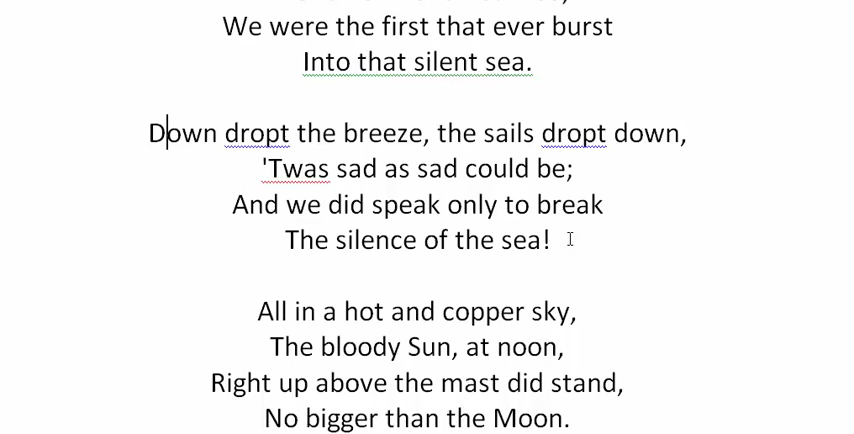 We were the first that ever burst
Into that silent sea.
Down dropt the breeze, the sails dropt down,
'Twas sad as sad could be;
And we did speak only to break
The silence of the sea!
All in a hot and copper sky,
The bloody Sun, at noon,
Right up above the mast did stand,
No bigger than the Moon.